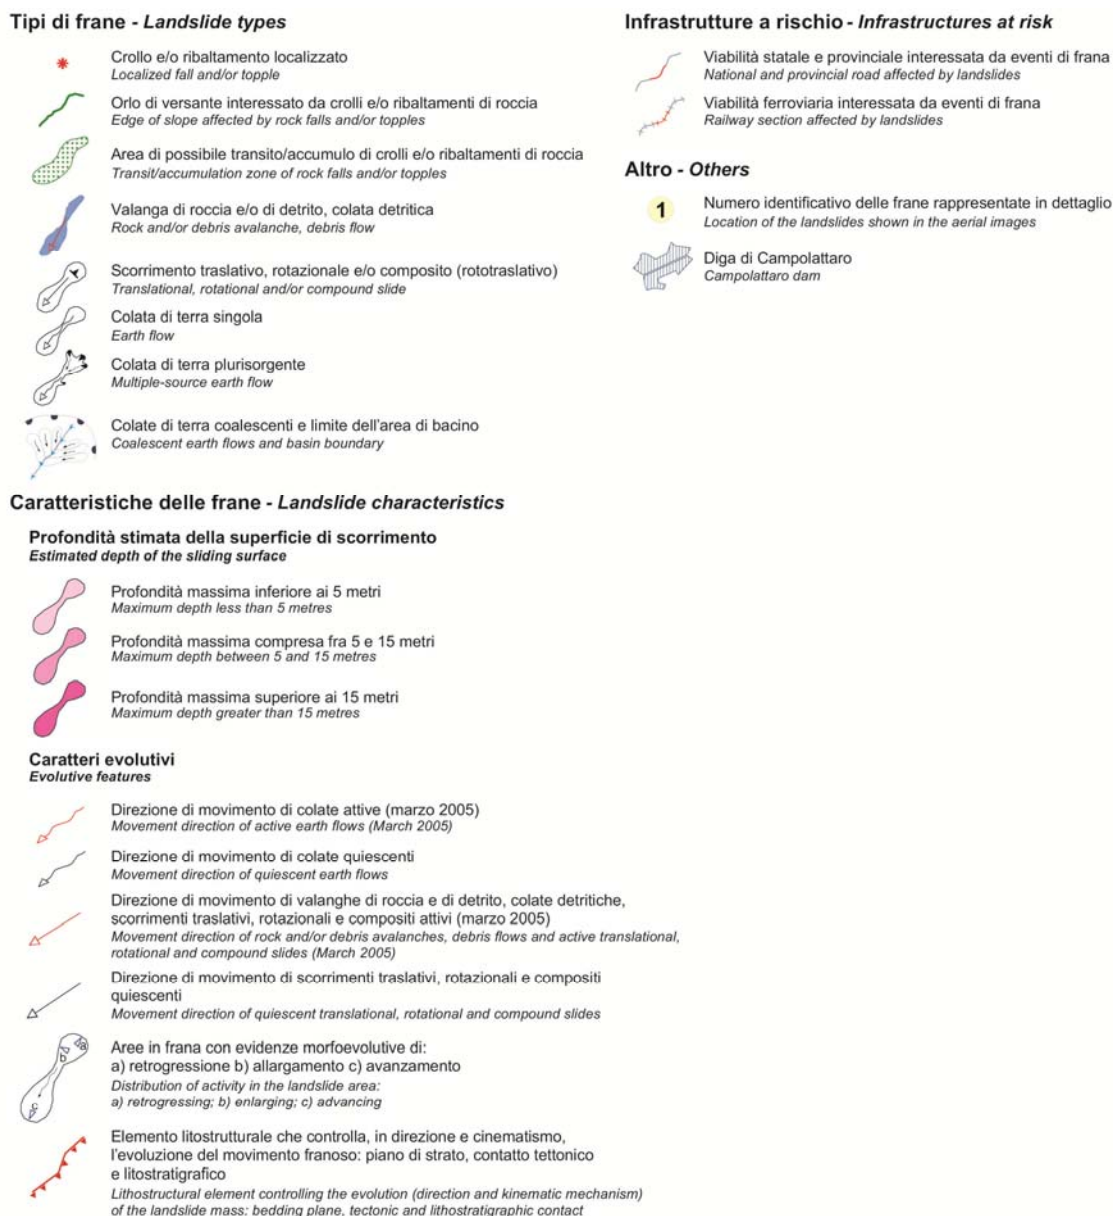 Tipi di frane - Landslide types
Crollo e/o ribaltamento localizzato
Localized fall and/or topple
Orlo di versante interessato da crolli e/o ribaltamenti di roccia
Edge of slope affected by rock falls and/or topples
Area di possibile transito/accumulo di crolli e/o ribaltamenti di roccia
Transit/accumulation zone of rock falls and/or topples
Valanga di roccia e/o di detrito, colata detritica
Rock and/or debris avalanche, debris flow
Scorrimento traslativo, rotazionale e/o composito (rototraslativo)
Translational, rotational and/or compound slide
Colata di terra singola
Earth flow
Colata di terra plurisorgente
Multiple-source earth flow
Colate di terra coalescenti e limite dell'area di bacino
Coalescent earth flows and basin boundary
Infrastrutture a rischio - Infrastructures at risk
Viabilità statale e provinciale interessata da eventi di frana
National and provincial road affected by landslides
Viabilità ferroviaria interessata da eventi di frana
Railway section affected by landslides
Altro - Others
1
Numero identificativo delle frane rappresentate in dettaglio
Location of the landslides shown in the aerial images
Diga di Campolattaro
Campolattaro dam
Caratteristiche delle frane - Landslide characteristics
Profondità stimata della superficie di scorrimento
Estimated depth of the sliding surface
Profondità massima inferiore ai 5 metri
Maximum depth less than 5 metres
Profondità massima compresa fra 5 e 15 metri
Maximum depth between 5 and 15 metres
Profondità massima superiore ai 15 metri
Maximum depth greater than 15 metres
Caratteri evolutivi
Evolutive features
Direzione di movimento di colate attive (marzo 2005)
Movement direction of active earth flows (March 2005)
Direzione di movimento di colate quiescenti
Movement direction of quiescent earth flows
Direzione di movimento di valanghe di roccia e di detrito, colate detritiche,
scorrimenti traslativi, rotazionali e compositi attivi (marzo 2005)
Movement direction of rock and/or debris avalanches, debris flows and active translational,
rotational and compound slides (March 2005)
Direzione di movimento di scorrimenti traslativi, rotazionali e compositi
quiescenti
Movement direction of quiescent translational, rotational and compound slides
a
b
c
Aree in frana con evidenze morfoevolutive di:
a) retrogressione b) allargamento c) avanzamento
Distribution of activity in the landslide area:
a) retrogressing; b) enlarging; c) advancing
Elemento litostrutturale che controlla, in direzione e cinematismo,
l'evoluzione del movimento franoso: piano di strato, contatto tettonico
e litostratigrafico
Lithostructural element controlling the evolution (direction and kinematic mechanism)
of the landslide mass: bedding plane, tectonic and lithostratigraphic contact